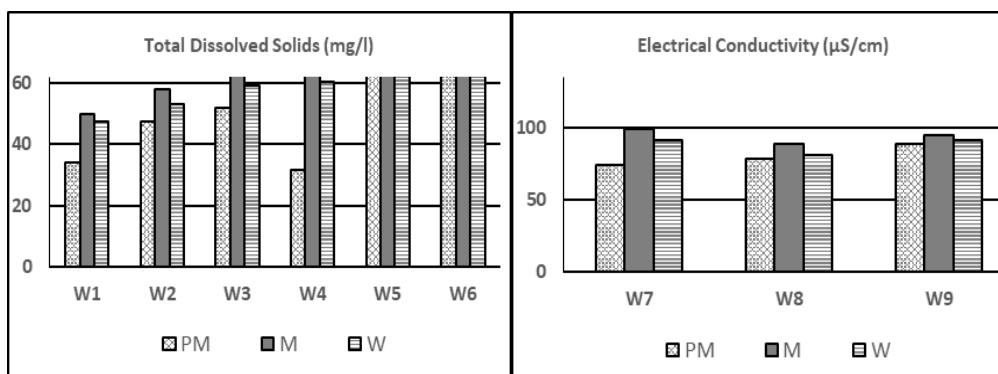 Total Dissolved Solids (mg/l)
60
40
20
0
W1 W2 W3 W4 W5 W6
PM M W
Electrical Conductivity (µS/cm)
100
50
0
W7 W8 W9
PM M W